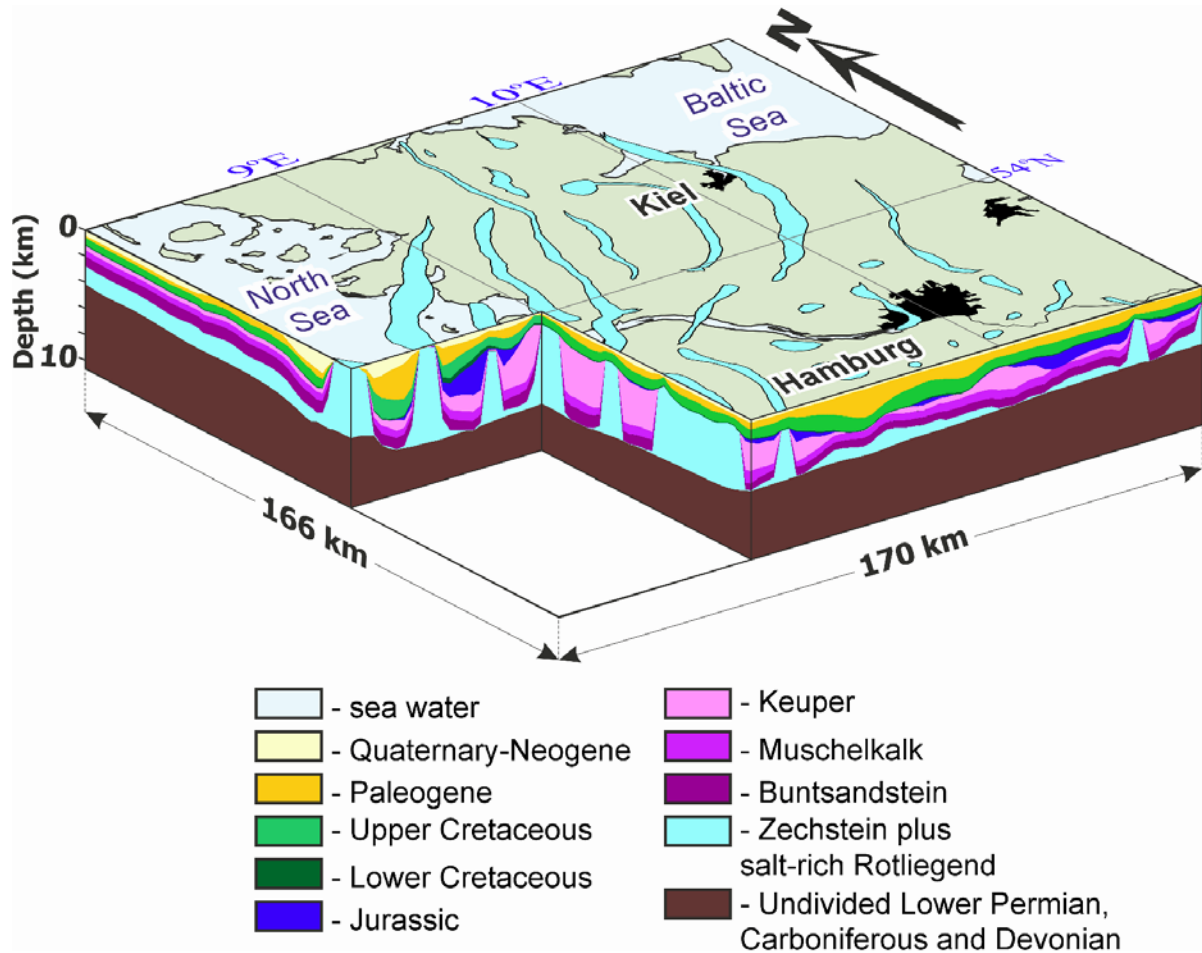 N
10°E
Baltic
Sea
9°E
54°N
Kiel
0
North
Sea
Depth (km)
10
Hamburg
166 km
170 km
- sea water
- Quaternary-Neogene
- Paleogene
- Upper Cretaceous
- Lower Cretaceous
- Jurassic
- Keuper
- Muschelkalk
- Buntsandstein
- Zechstein plus
salt-rich Rotliegend
- Undivided Lower Permian,
Carboniferous and Devonian